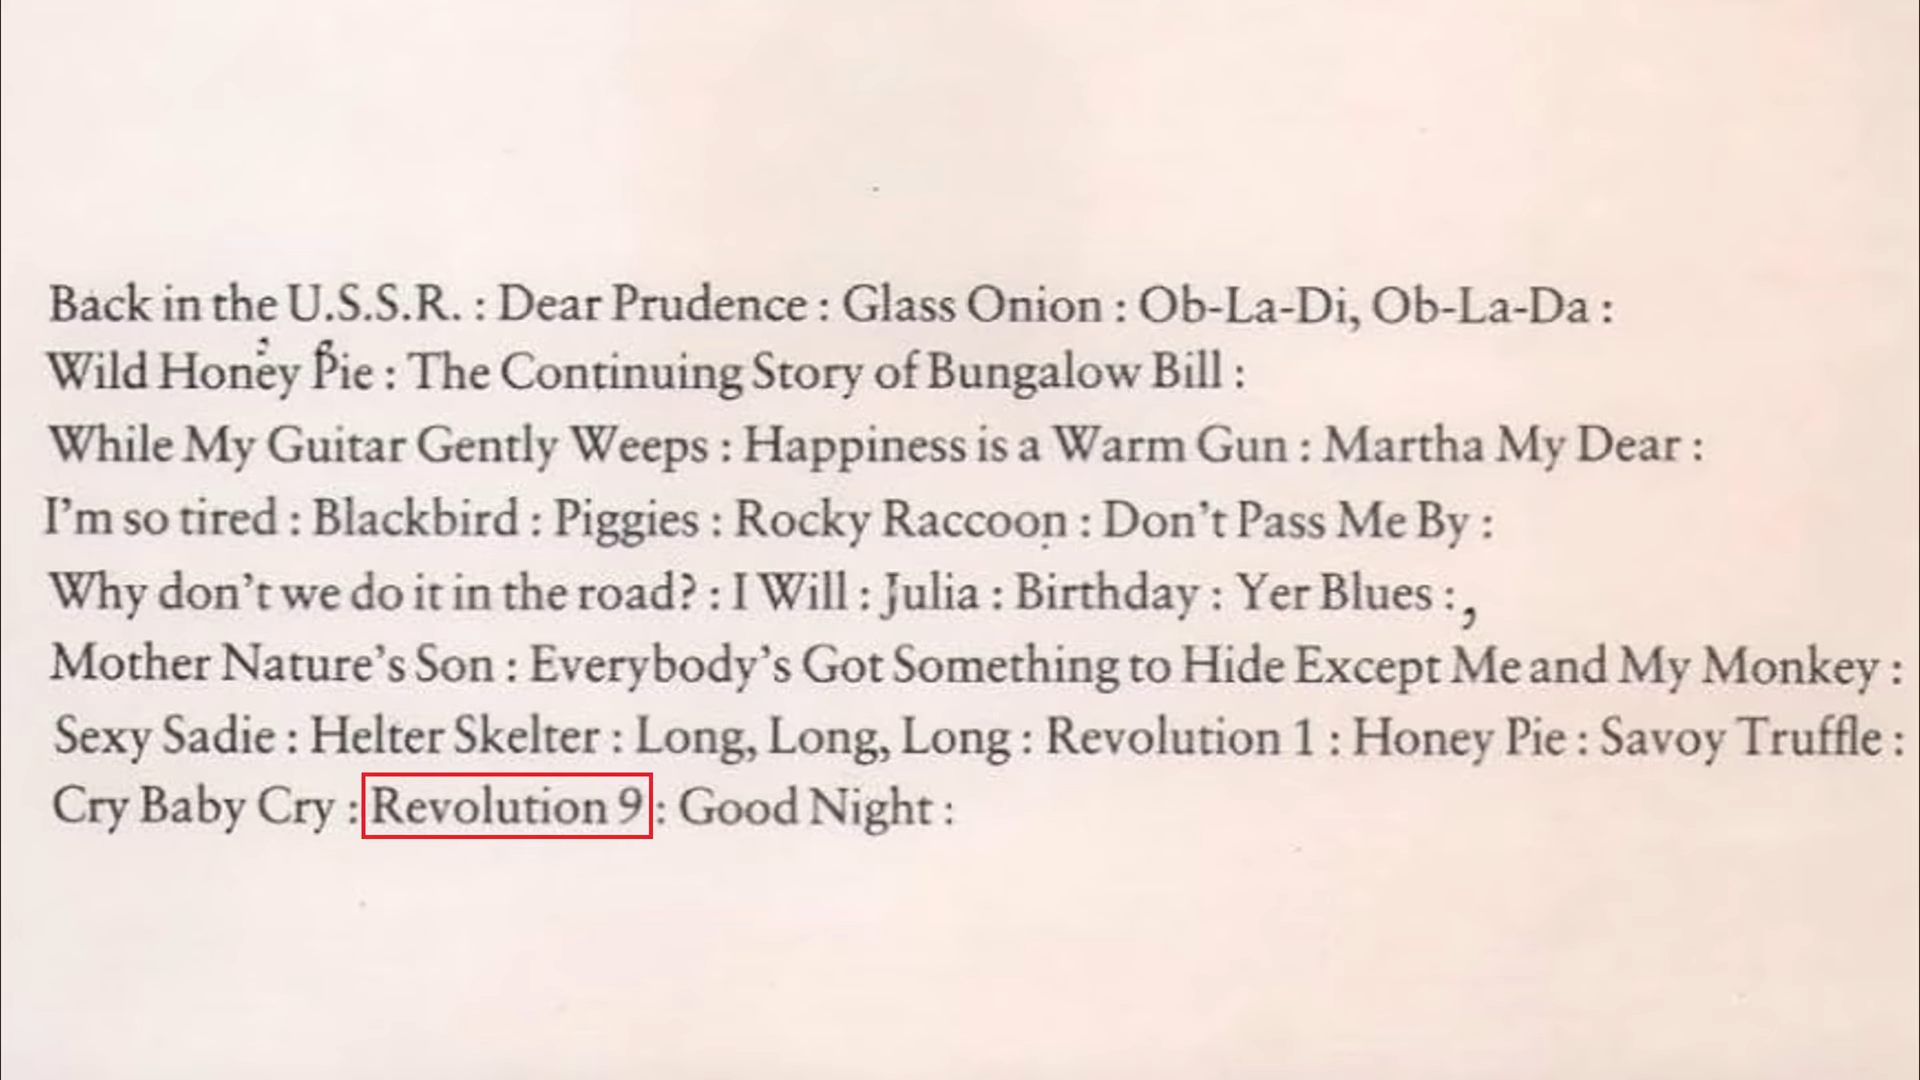 Back in the U.S.S.R. : Dear Prudence : Glass Onion : Ob-La-Di, Ob-La-Da :
Wild Honey Pie : The Continuing Story of Bungalow Bill :
While My Guitar Gently Weeps : Happiness is a Warm Gun : Martha My Dear :
I'm so tired : Blackbird : Piggies : Rocky Raccoon : Don't Pass Me By :
Why don't we do it in the road? : I Will : Julia : Birthday : Yer Blues :
Mother Nature's Son : Everybody's Got Something to Hide Except Me and My Monkey :
Sexy Sadie : Helter Skelter : Long, Long, Long : Revolution 1 : Honey Pie : Savoy Truffle :
Cry Baby Cry : Revolution 9 : Good Night :